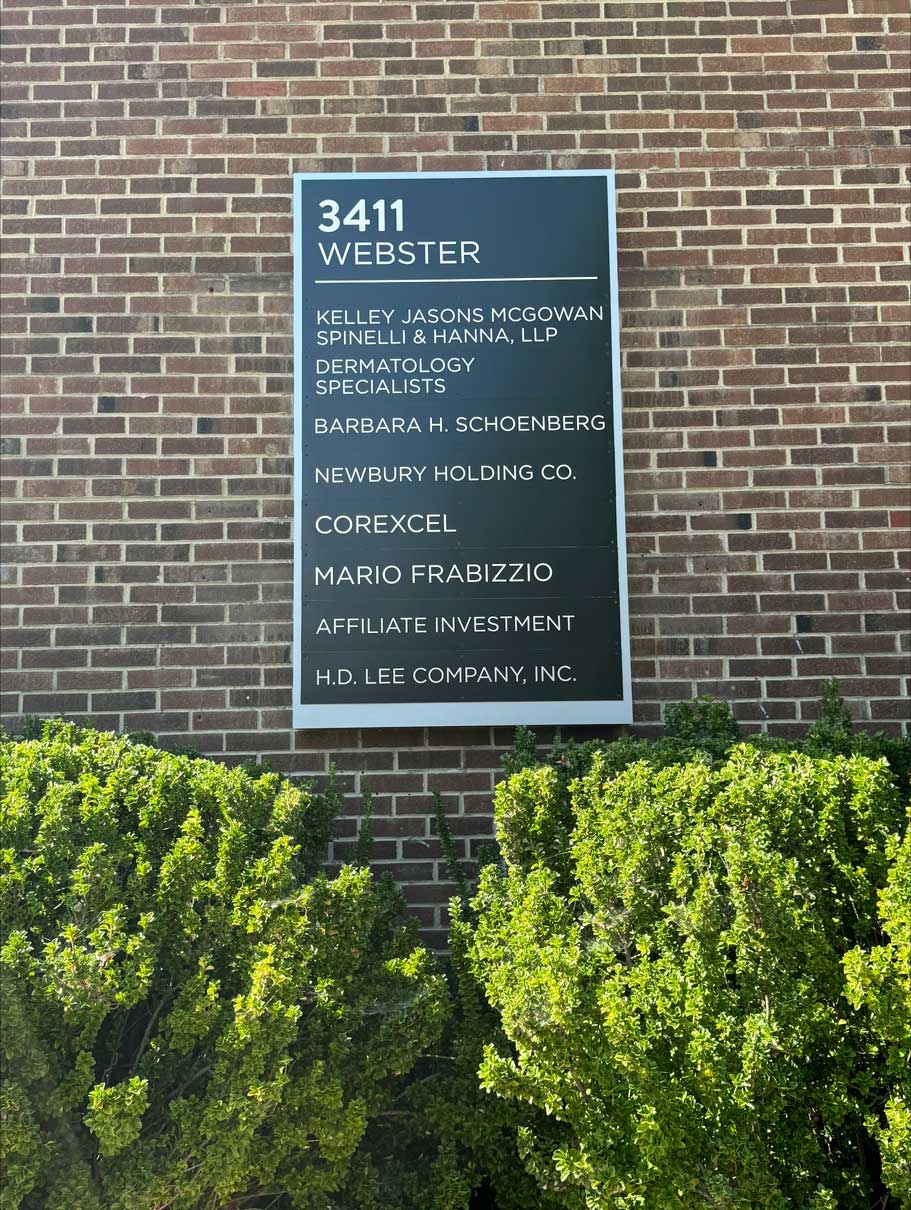 3411
WEBSTER
KELLEY JASONS MCGOWAN
SPINELLI & HANNA, LLP
DERMATOLOGY
SPECIALISTS
BARBARA H. SCHOENBERG
NEWBURY HOLDING CO.
COREXCEL
MARIO FRABIZZIO
AFFILIATE INVESTMENT
H.D. LEE COMPANY, INC.